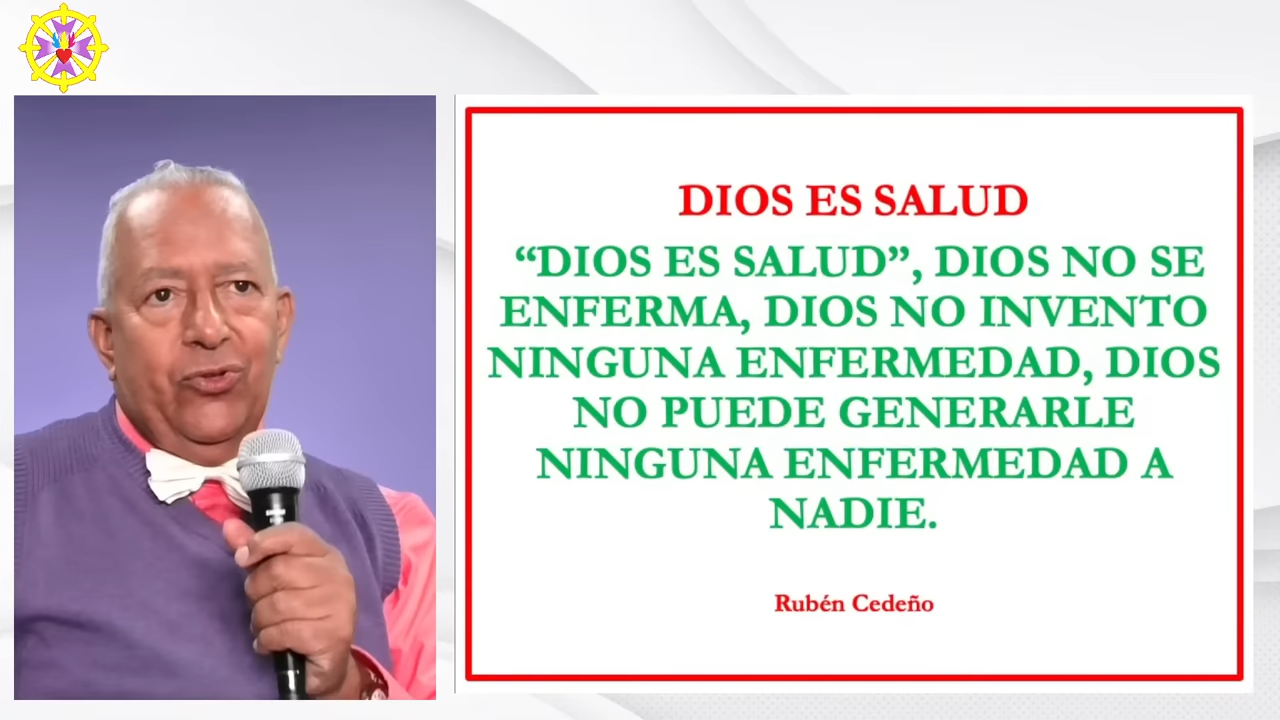 DIOS ES SALUD
“DIOS ES SALUD”, DIOS NO SE
ENFERMA, DIOS NO INVENTO
NINGUNA ENFERMEDAD, DIOS
NO PUEDE GENERARLE
NINGUNA ENFERMEDAD A
NADIE.
Rubén Cedeño